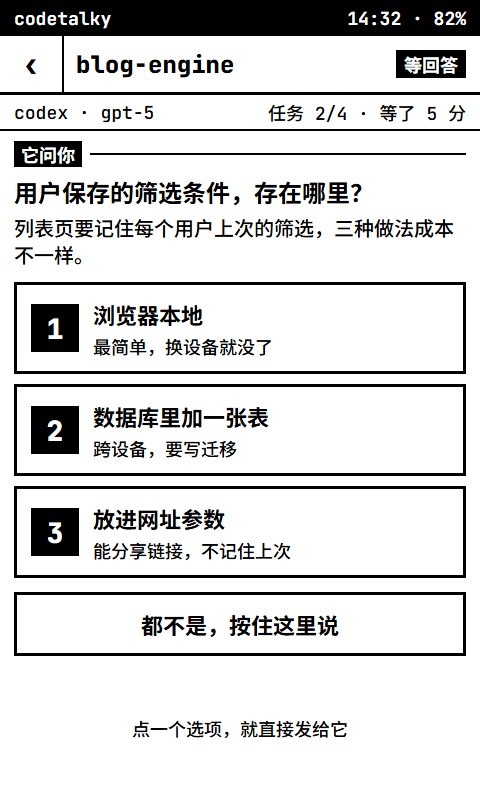 codetalky
14:32 · 82%
‹ blog-engine
等回答
codex · gpt-5
任务 2/4 · 等了 5 分
它问你
用户保存的筛选条件，存在哪里？
列表页要记住每个用户上次的筛选，三种做法成本
不一样。
1
浏览器本地
最简单，换设备就没了
2
数据库里加一张表
跨设备，要写迁移
3
放进网址参数
能分享链接，不记住上次
都不是，按住这里说
点一个选项，就直接发给它